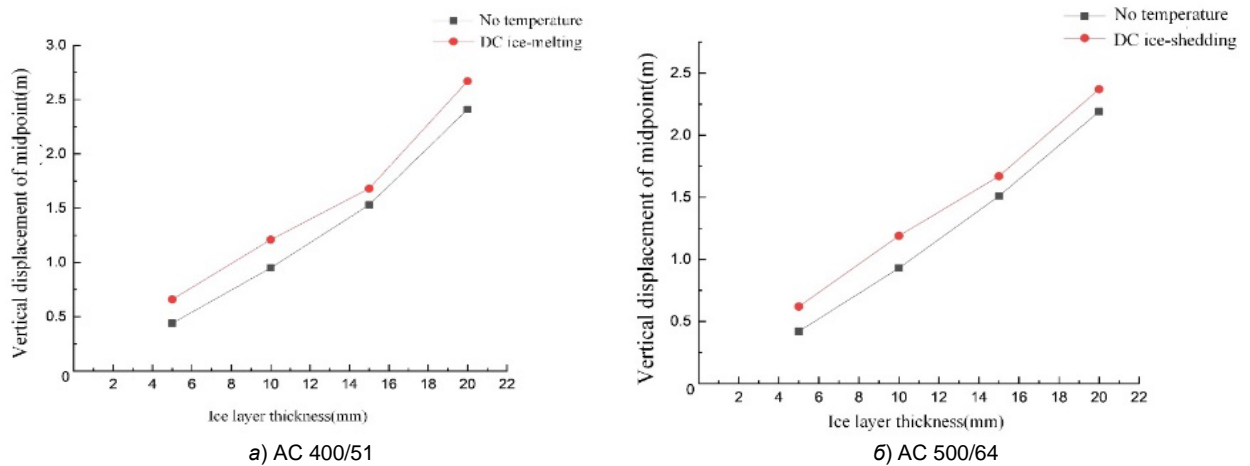 No temperature
DC ice-melting
Vertical displacement of midpoint(m)
3.0
2.5
2.0
1.5
1.0
0.5
0
2 4 6 8 10 12 14 16 18 20 22
Ice layer thickness(mm)
а) АС 400/51
No temperature
DC ice-shedding
Vertical displacement of midpoint(m)
2.5
2.0
1.5
1.0
0.5
0
2 4 6 8 10 12 14 16 18 20 22
Ice layer thickness(mm)
б) АС 500/64